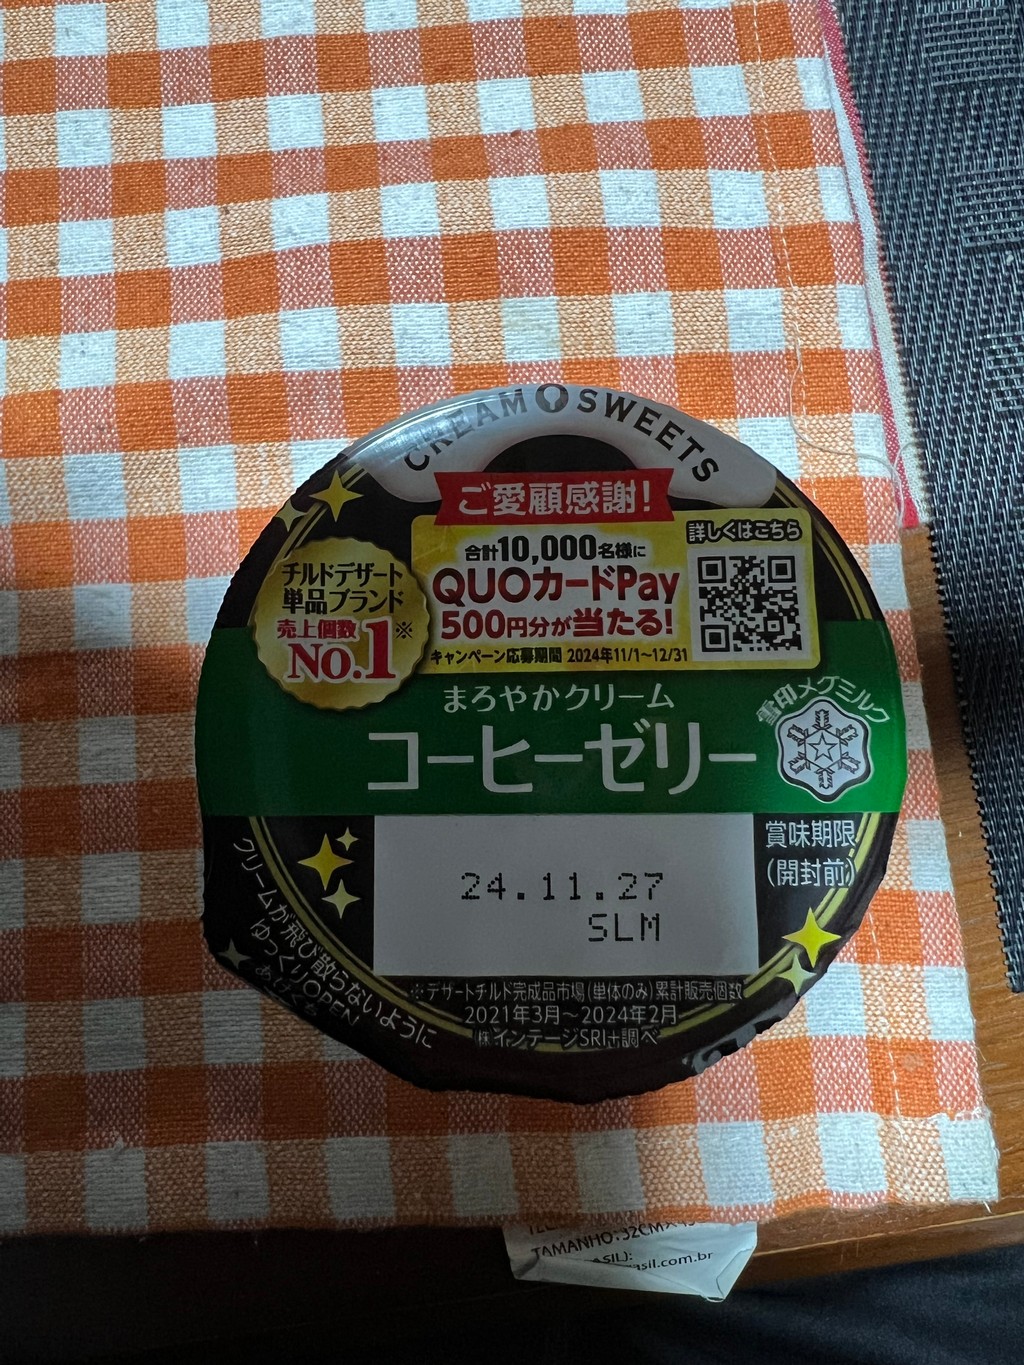 CREAM SWEETS
ご愛顧感謝!
合計10,000名様に
QUOカードPay
500円分が当たる!
キャンペーン応募期間 2024年11/1~12/31
詳しくはこちら
チルドデザート
単品ブランド
売上個数
No.1※
まろやかクリーム
コーヒーゼリー
雪印メグミルク
賞味期限
(開封前)
24.11.27
SLM
クリームが飛び散らないように
ゆっくりOPEN
あけくち
※デザートチルド完成品市場(単体のみ)累計販売個数
2021年3月~2024年2月
㈱インテージSRI+調べ
TAMANHO:32CM
asil.com.br